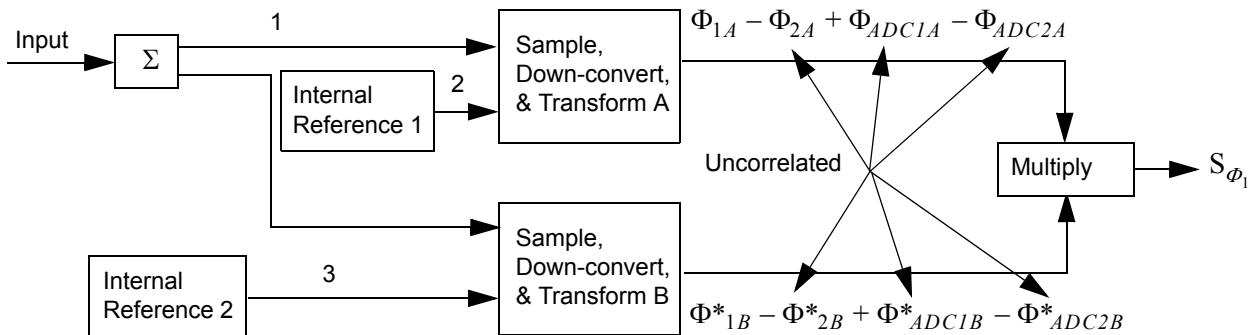 1
Φ1A – Φ2A + ΦADC1A – ΦADC2A
Input
Σ
Sample,
Down-convert,
& Transform A
2
Internal
Reference 1
Uncorrelated
Multiply
SΦ1
Sample,
Down-convert,
& Transform B
3
Internal
Reference 2
Φ*1B – Φ*2B + Φ*ADC1B – Φ*ADC2B